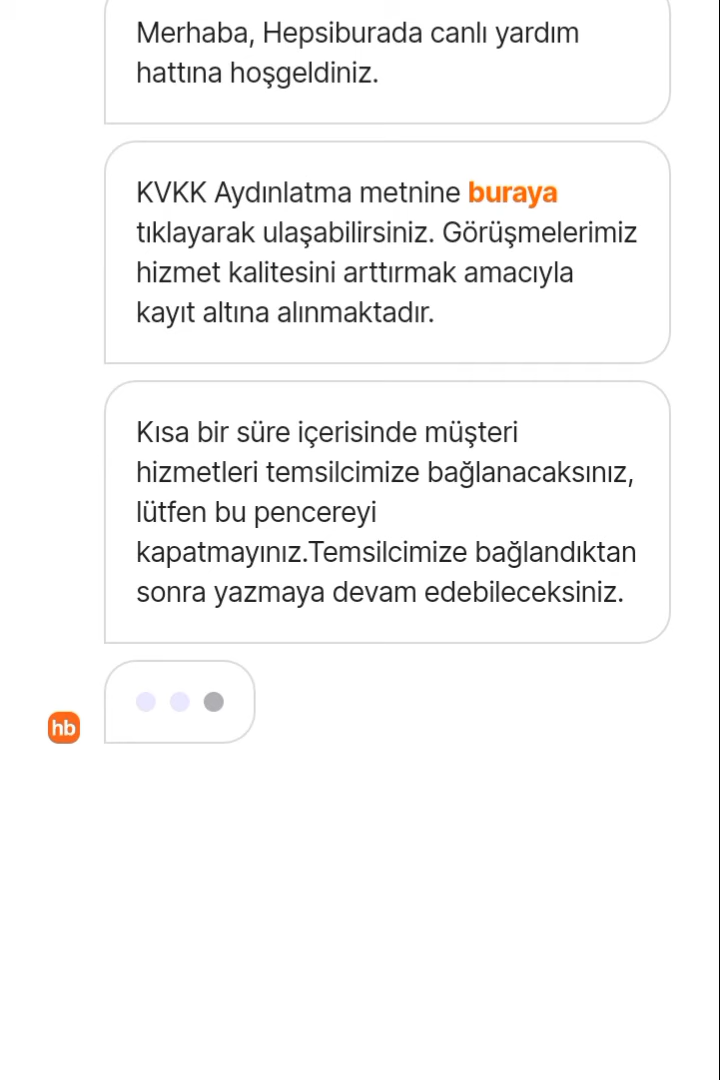 Merhaba, Hepsiburada canlı yardım
hattına hoşgeldiniz.
KVKK Aydınlatma metnine buraya
tıklayarak ulaşabilirsiniz. Görüşmelerimiz
hizmet kalitesini arttırmak amacıyla
kayıt altına alınmaktadır.
Kısa bir süre içerisinde müşteri
hizmetleri temsilcimize bağlanacaksınız,
lütfen bu pencereyi
kapatmayınız.Temsilcimize bağlandıktan
sonra yazmaya devam edebileceksiniz.
hb